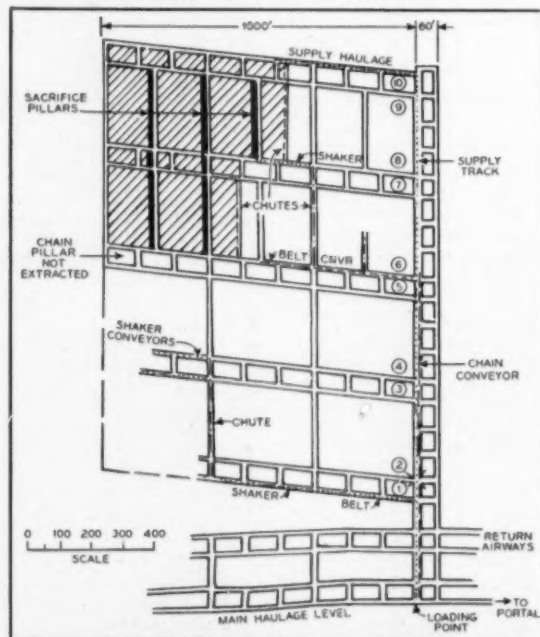 1000' 60'
SUPPLY HAULAGE
⑩
SACRIFICE
PILLARS
⑨
SHAKER
⑧
SUPPLY
TRACK
⑦
CHUTES
CHAIN
PILLAR
NOT
EXTRACTED
BELT CNVR
⑥
⑤
SHAKER
CONVEYORS
④
CHAIN
CONVEYOR
③
CHUTE
②
①
SHAKER
BELT
0 100 200 300 400
SCALE
RETURN
AIRWAYS
MAIN HAULAGE LEVEL
TO
PORTAL
LOADING
POINT